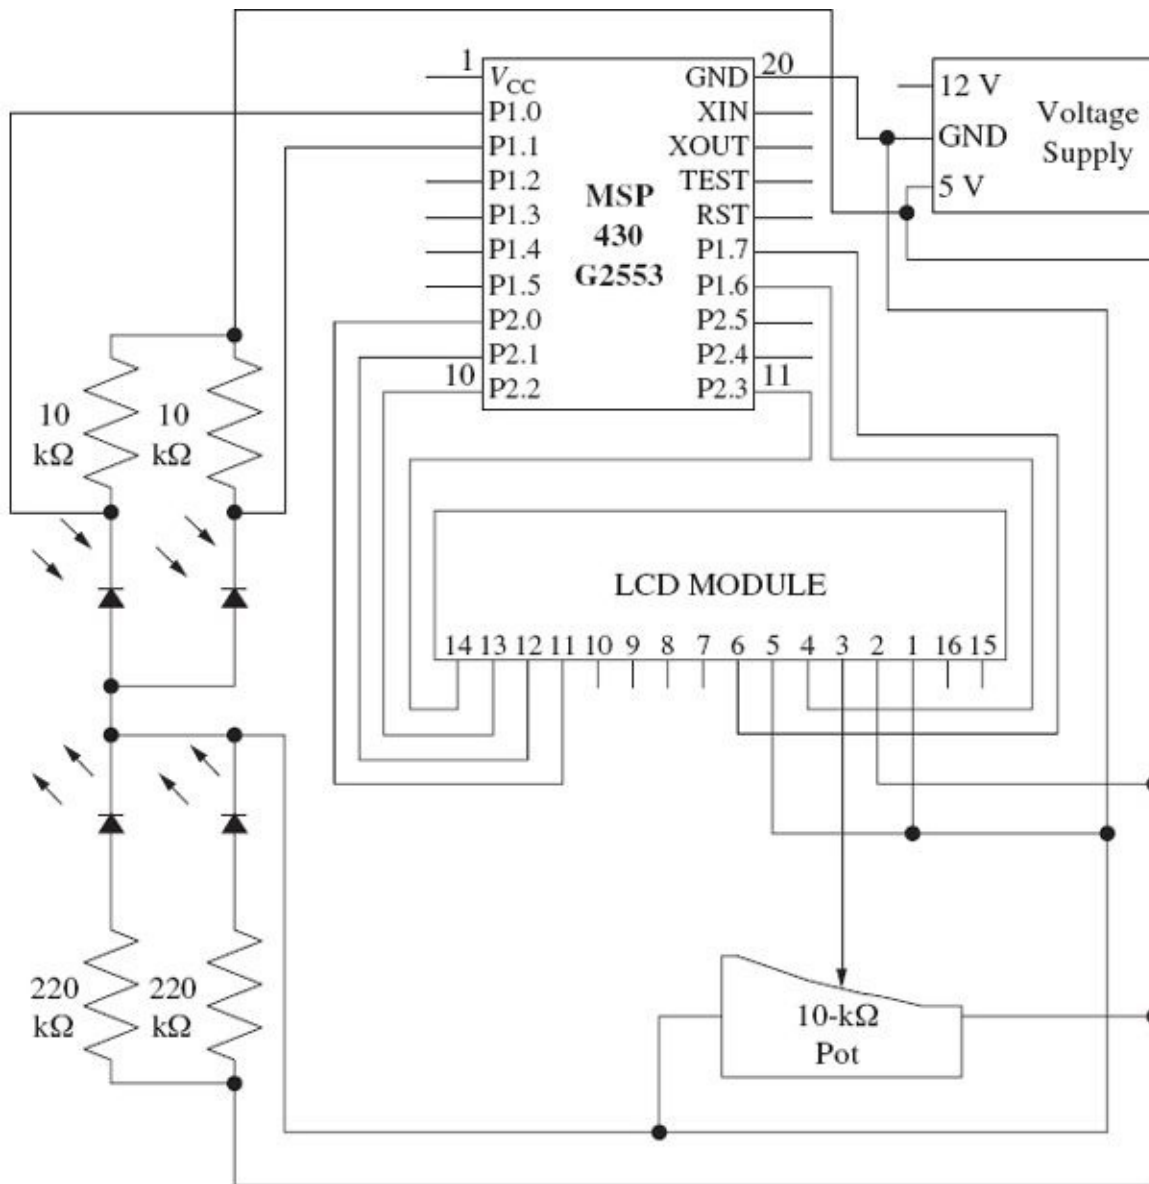 1
V_CC
P1.0
P1.1
P1.2
P1.3
P1.4
P1.5
P2.0
P2.1
10
P2.2
MSP
430
G2553
GND
20
XIN
XOUT
TEST
RST
P1.7
P1.6
P2.5
P2.4
11
P2.3
12 V
GND
5 V
Voltage
Supply
10
kΩ
10
kΩ
LCD MODULE
14 13 12 11 10 9 8 7 6 5 4 3 2 1 16 15
220
kΩ
220
kΩ
10-kΩ
Pot